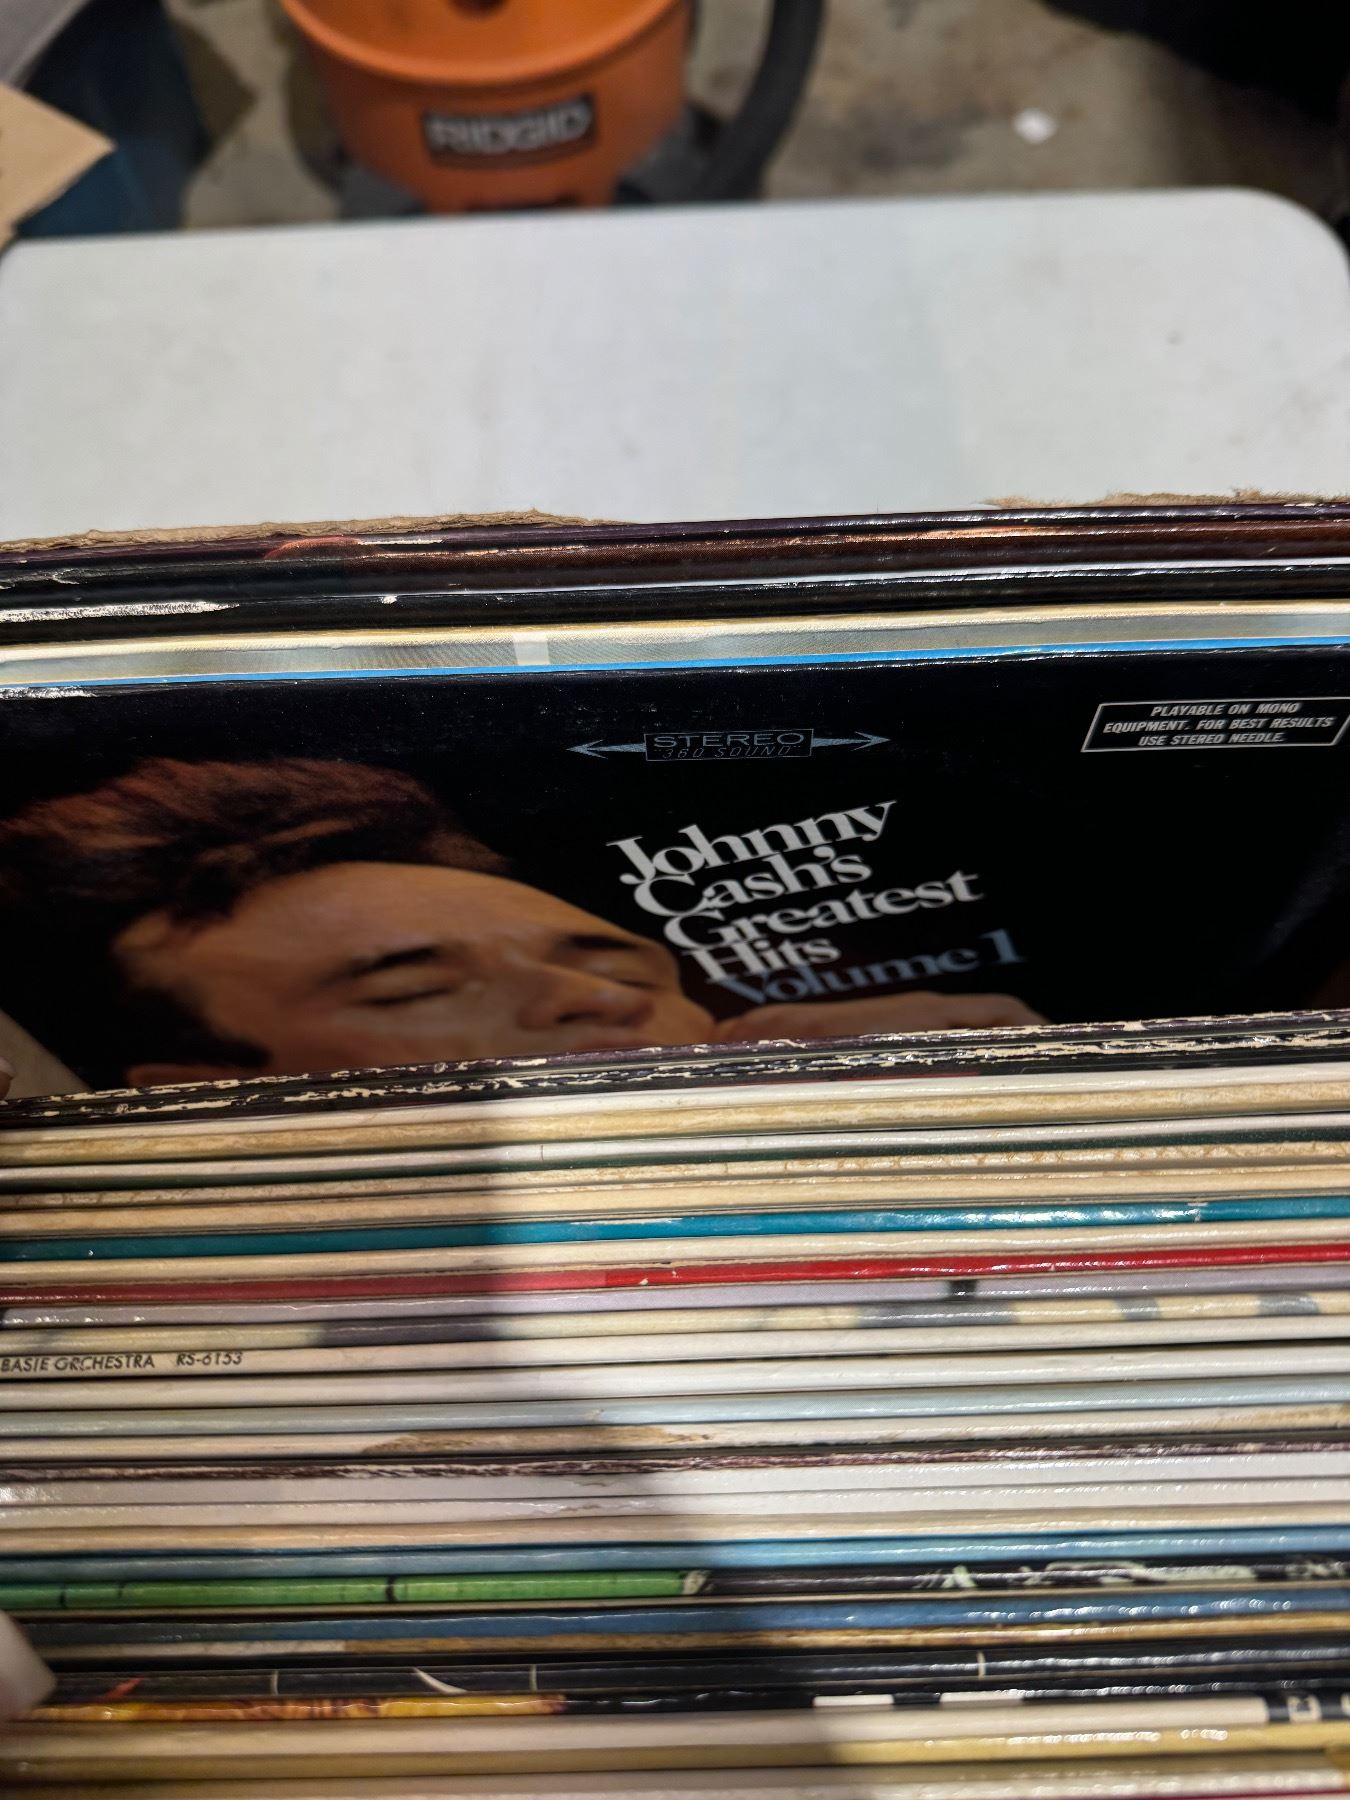 RIDGID
STEREO
"360 SOUND"
PLAYABLE ON MONO
EQUIPMENT. FOR BEST RESULTS
USE STEREO NEEDLE.
Johnny
Cash's
Greatest
Hits
Volume 1
BASIE ORCHESTRA RS-6153